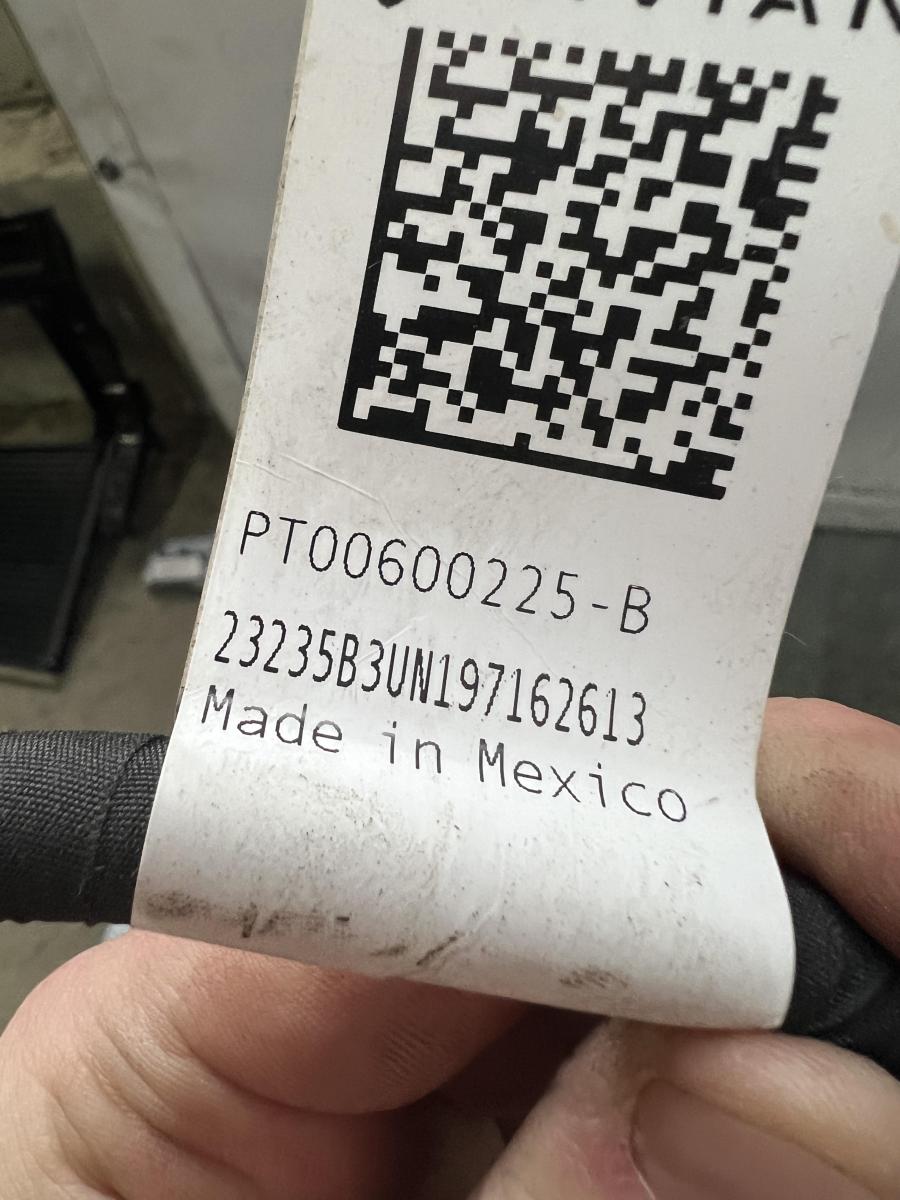 PT00600225-B
23235B3UN197162613
Made in Mexico